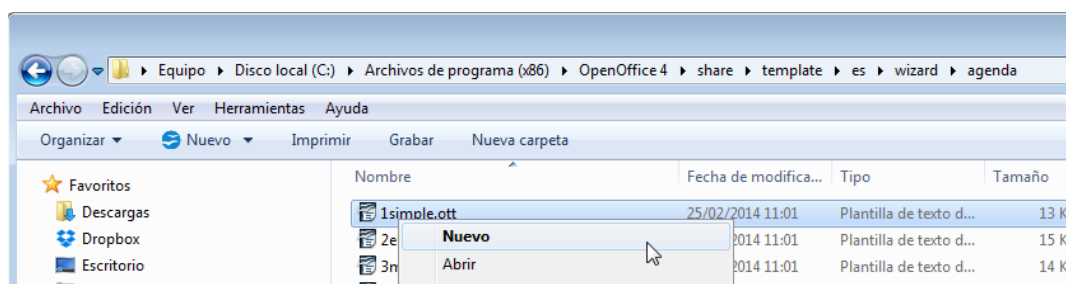 Equipo Disco local (C:) Archivos de programa (x86) OpenOffice 4 share template es wizard agenda
Archivo Edición Ver Herramientas Ayuda
Organizar Nuevo Imprimir Grabar Nueva carpeta
Favoritos
Descargas
Dropbox
Escritorio
Nombre Fecha de modifica... Tipo Tamaño
1simple.ott 25/02/2014 11:01 Plantilla de texto d... 13 K
2e 2014 11:01 Plantilla de texto d... 15 K
3m 2014 11:01 Plantilla de texto d... 14 K
Nuevo
Abrir